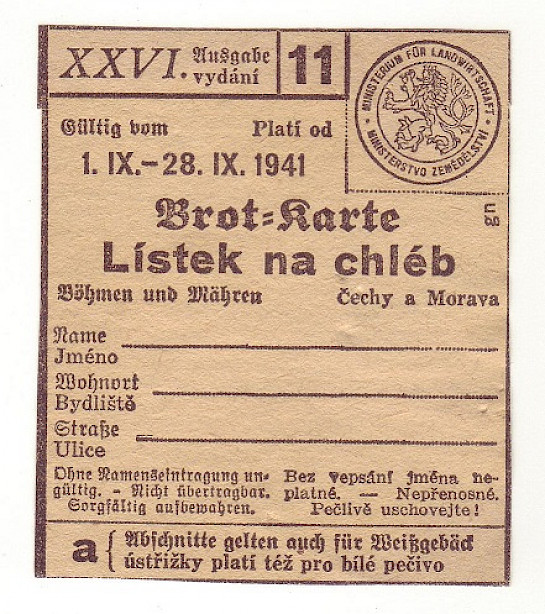 XXVI. Ausgabe vydání 11
MINISTERIUM FÜR LANDWIRTSCHAFT
MINISTERSTVO ZEMĚDĚLSTVÍ
Gültig vom Platí od
1. IX.–28. IX. 1941
ug
Brot-Karte
Lístek na chléb
Böhmen und Mähren Čechy a Morava
Name
Jméno
Wohnort
Bydliště
Straße
Ulice
Ohne Namenseintragung un- Bez vepsání jména ne-
gültig. – Nicht übertragbar. platné. — Nepřenosné.
Sorgfältig aufbewahren. Pečlivě uschovejte!
a { Abschnitte gelten auch für Weißgebäck
ústřižky platí též pro bílé pečivo